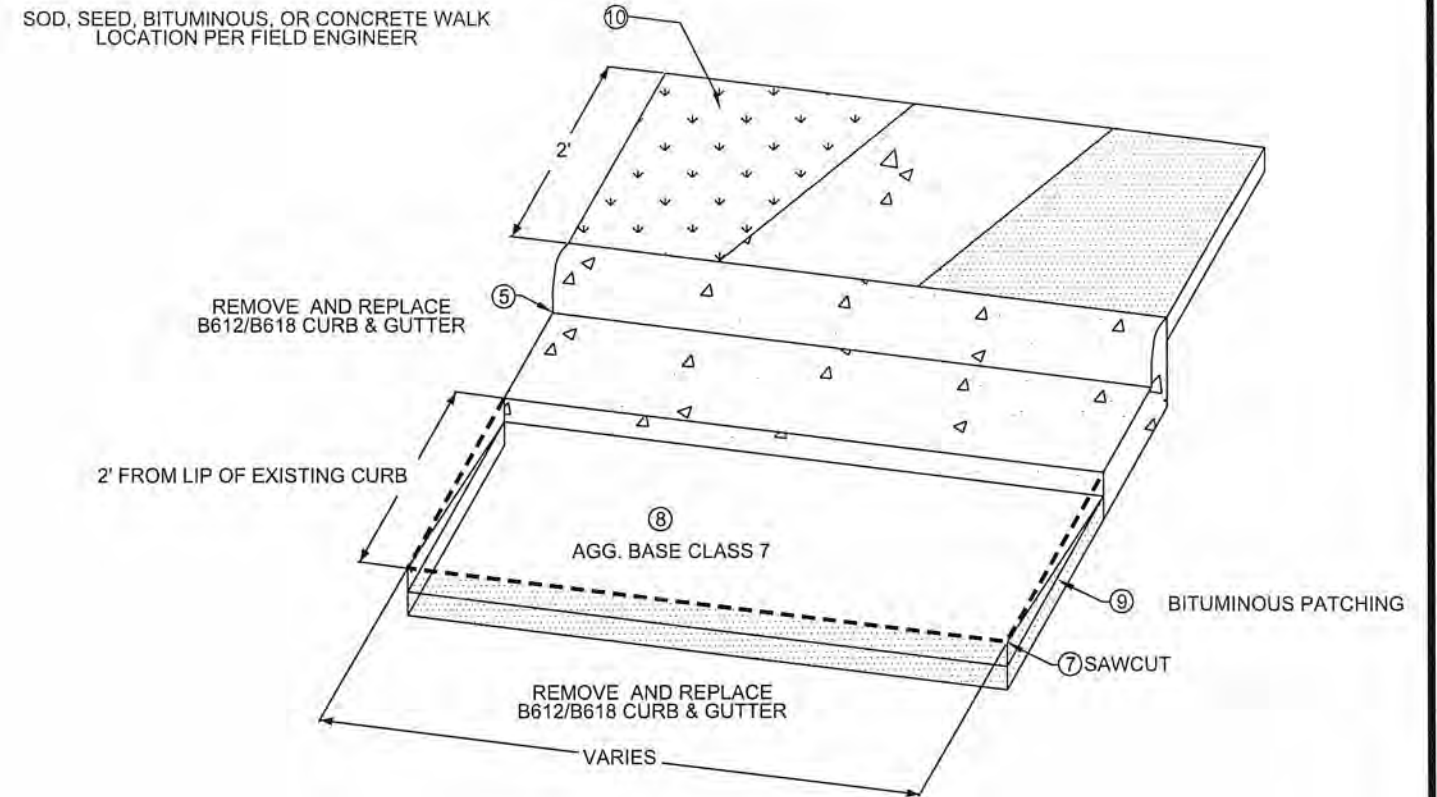 SOD, SEED, BITUMINOUS, OR CONCRETE WALK
LOCATION PER FIELD ENGINEER
10
2'
REMOVE AND REPLACE
B612/B618 CURB & GUTTER
5
2' FROM LIP OF EXISTING CURB
8
AGG. BASE CLASS 7
9 BITUMINOUS PATCHING
7 SAWCUT
REMOVE AND REPLACE
B612/B618 CURB & GUTTER
VARIES